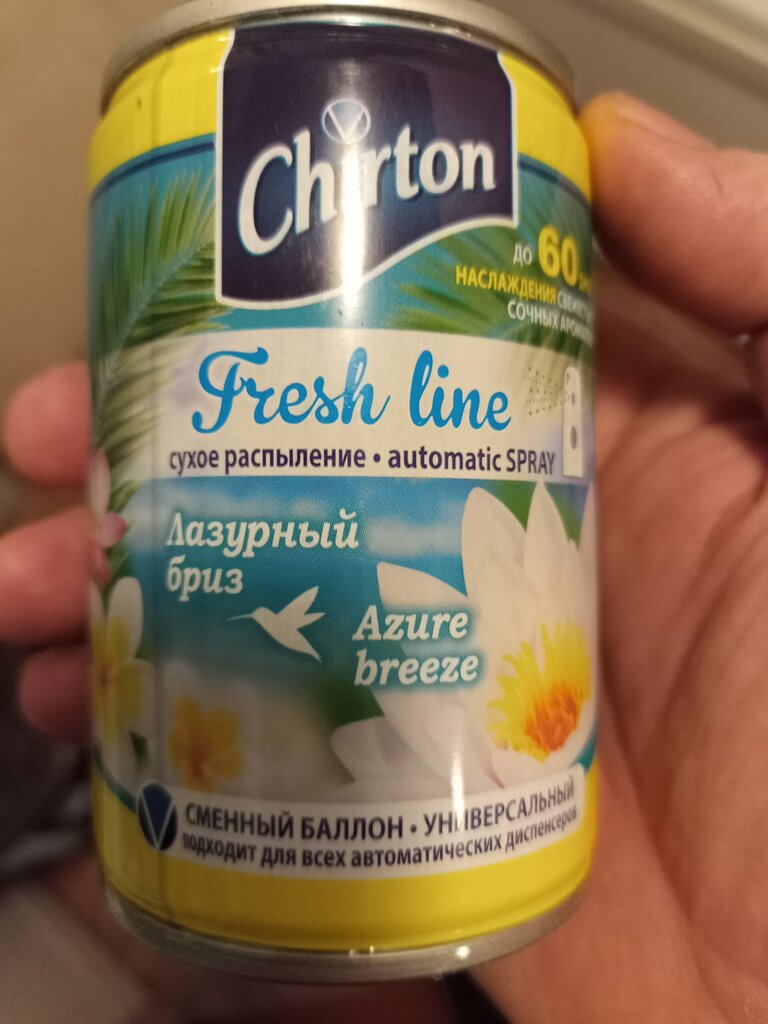 Chirton
до 60
НАСЛАЖДЕНИЯ
СОЧНЫХ
Fresh line
сухое распыление • automatic SPRAY
Лазурный
бриз
Azure
breeze
СМЕННЫЙ БАЛЛОН • УНИВЕРСАЛЬНЫЙ
подходит для всех автоматических диспенсеров